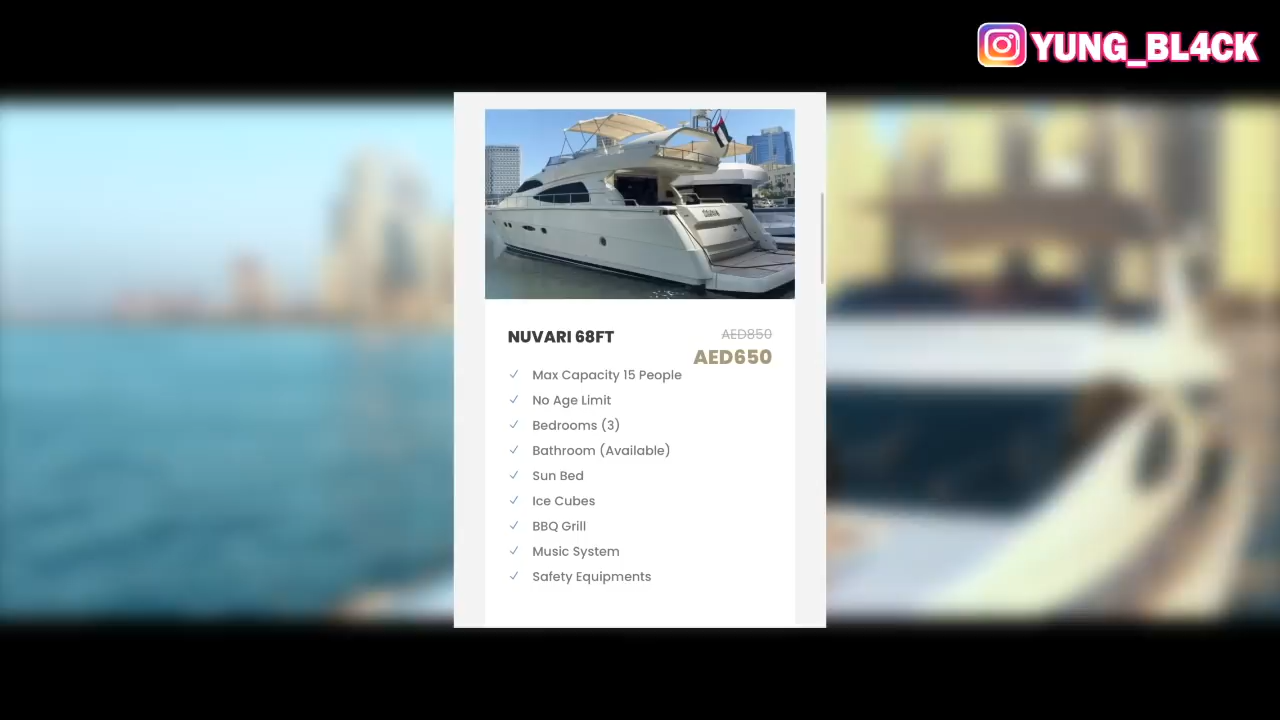 YUNG_BL4CK
NUVARI 68FT
AED850
AED650
Max Capacity 15 People
No Age Limit
Bedrooms (3)
Bathroom (Available)
Sun Bed
Ice Cubes
BBQ Grill
Music System
Safety Equipments